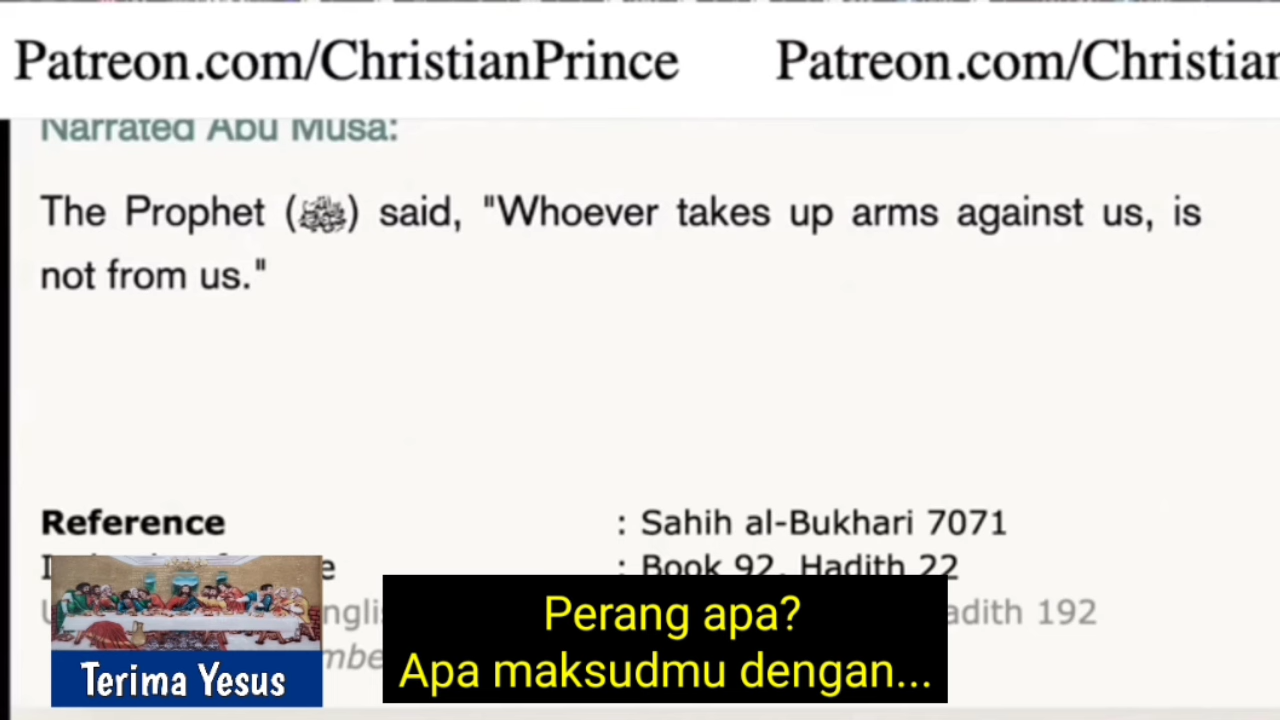 Patreon.com/ChristianPrince Patreon.com/Christian
Narrated Abu Musa:
The Prophet (ﷺ) said, "Whoever takes up arms against us, is
not from us."
Reference : Sahih al-Bukhari 7071
: Book 92, Hadith 22
192
Perang apa?
Apa maksudmu dengan...
Terima Yesus